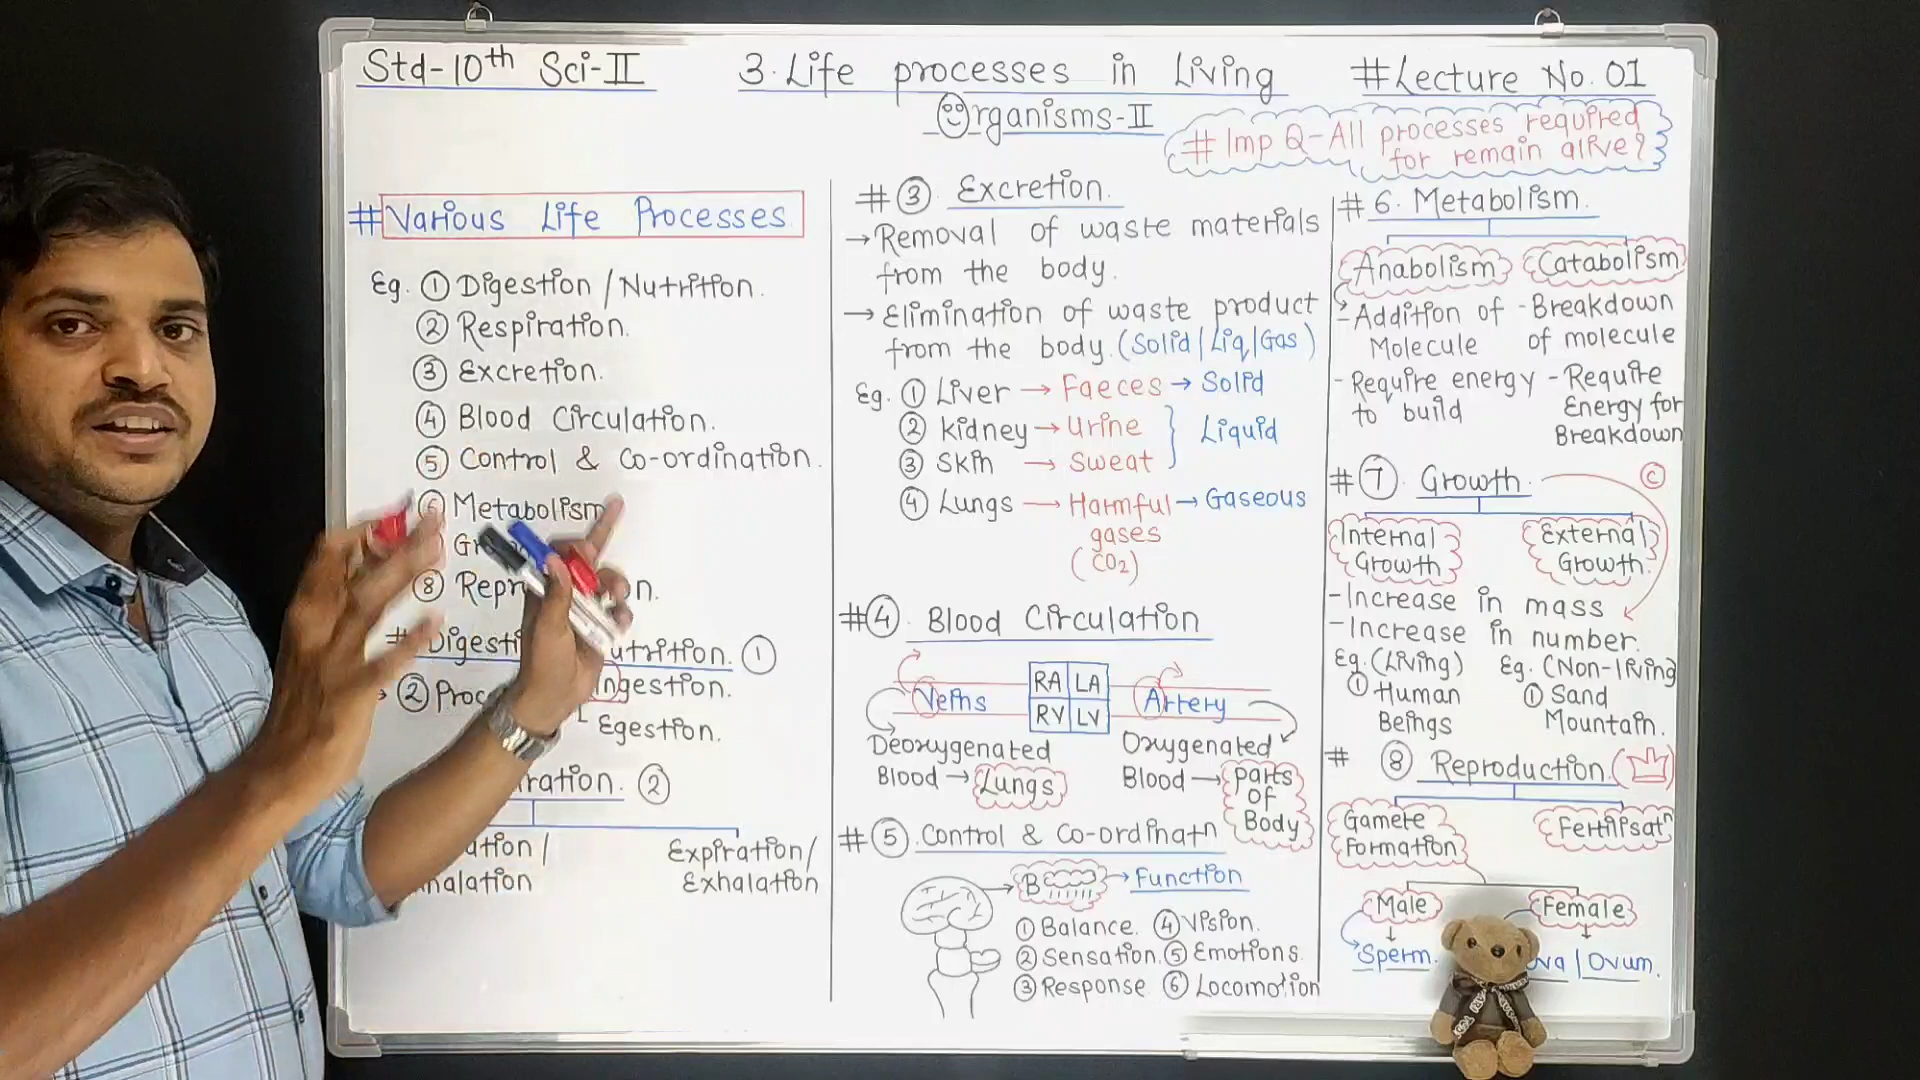 Std-10th Sci-II
3. Life processes in Living
Organisms-II
#Lecture No. 01
# Imp Q-All processes required
for remain alive?
#Various Life Processes
Eg. ① Digestion / Nutrition.
② Respiration.
③ Excretion.
④ Blood Circulation.
⑤ Control & Co-ordination.
⑥ Metabolism
⑧
# Digesti utrition. ①
② Proc ngestion.
Egestion.
ration. ②
ation /
halation
Expiration/
Exhalation
#③ Excretion.
→ Removal of waste materials
from the body.
→ Elimination of waste product
from the body. (Solid/Liq/Gas)
Eg. ① Liver → Faeces → Solid
② Kidney → Urine } Liquid
③ Skin → Sweat
④ Lungs → Harmful → Gaseous
gases
(CO₂)
#④. Blood Circulation
Veins RA LA Artery
RV LV
Deoxygenated
Blood → Lungs
Oxygenated
Blood → parts
of
Body
#⑤. Control & Co-ordinatn
B → Function
① Balance. ④ Vision.
② Sensation. ⑤ Emotions.
③ Response ⑥ Locomotion
# 6. Metabolism.
Anabolism Catabolism
- Addition of
Molecule
- Require energy
to build
- Breakdown
of molecule
- Require
Energy for
Breakdown
#⑦. Growth
C
Internal
Growth
External
Growth.
- Increase in mass
- Increase in number.
Eg. (Living)
① Human
Beings
Eg. (Non-living)
① Sand
Mountain.
# ⑧ Reproduction.
Gamete
Formation
Fertilisatn
Male Female
Sperm. va / Ovum.